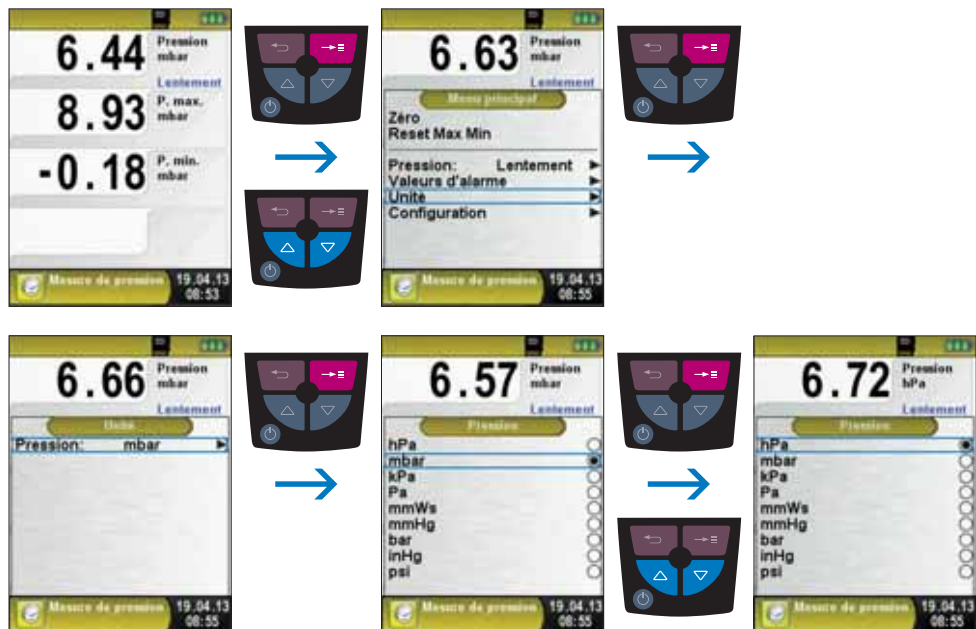 6.44 Pression
mbar
Lentement
8.93 P. max.
mbar
-0.18 P. min.
mbar
Mesure de pression 19.04.13
08:53
6.63 Pression
mbar
Menu principal
Zéro
Reset Max Min
Pression: Lentement
Valeurs d'alarme
Unité
Configuration
Mesure de pression 19.04.13
08:55
6.66 Pression
mbar
Lentement
Unité
Pression: mbar
Mesure de pression 19.04.13
08:55
6.57 Pression
mbar
Lentement
Pression
hPa
mbar
kPa
Pa
mmWs
mmHg
bar
inHg
psi
Mesure de pression 19.04.13
08:55
6.72 Pression
hPa
Lentement
Pression
hPa
mbar
kPa
Pa
mmWs
mmHg
bar
inHg
psi
Mesure de pression 19.04.13
08:55